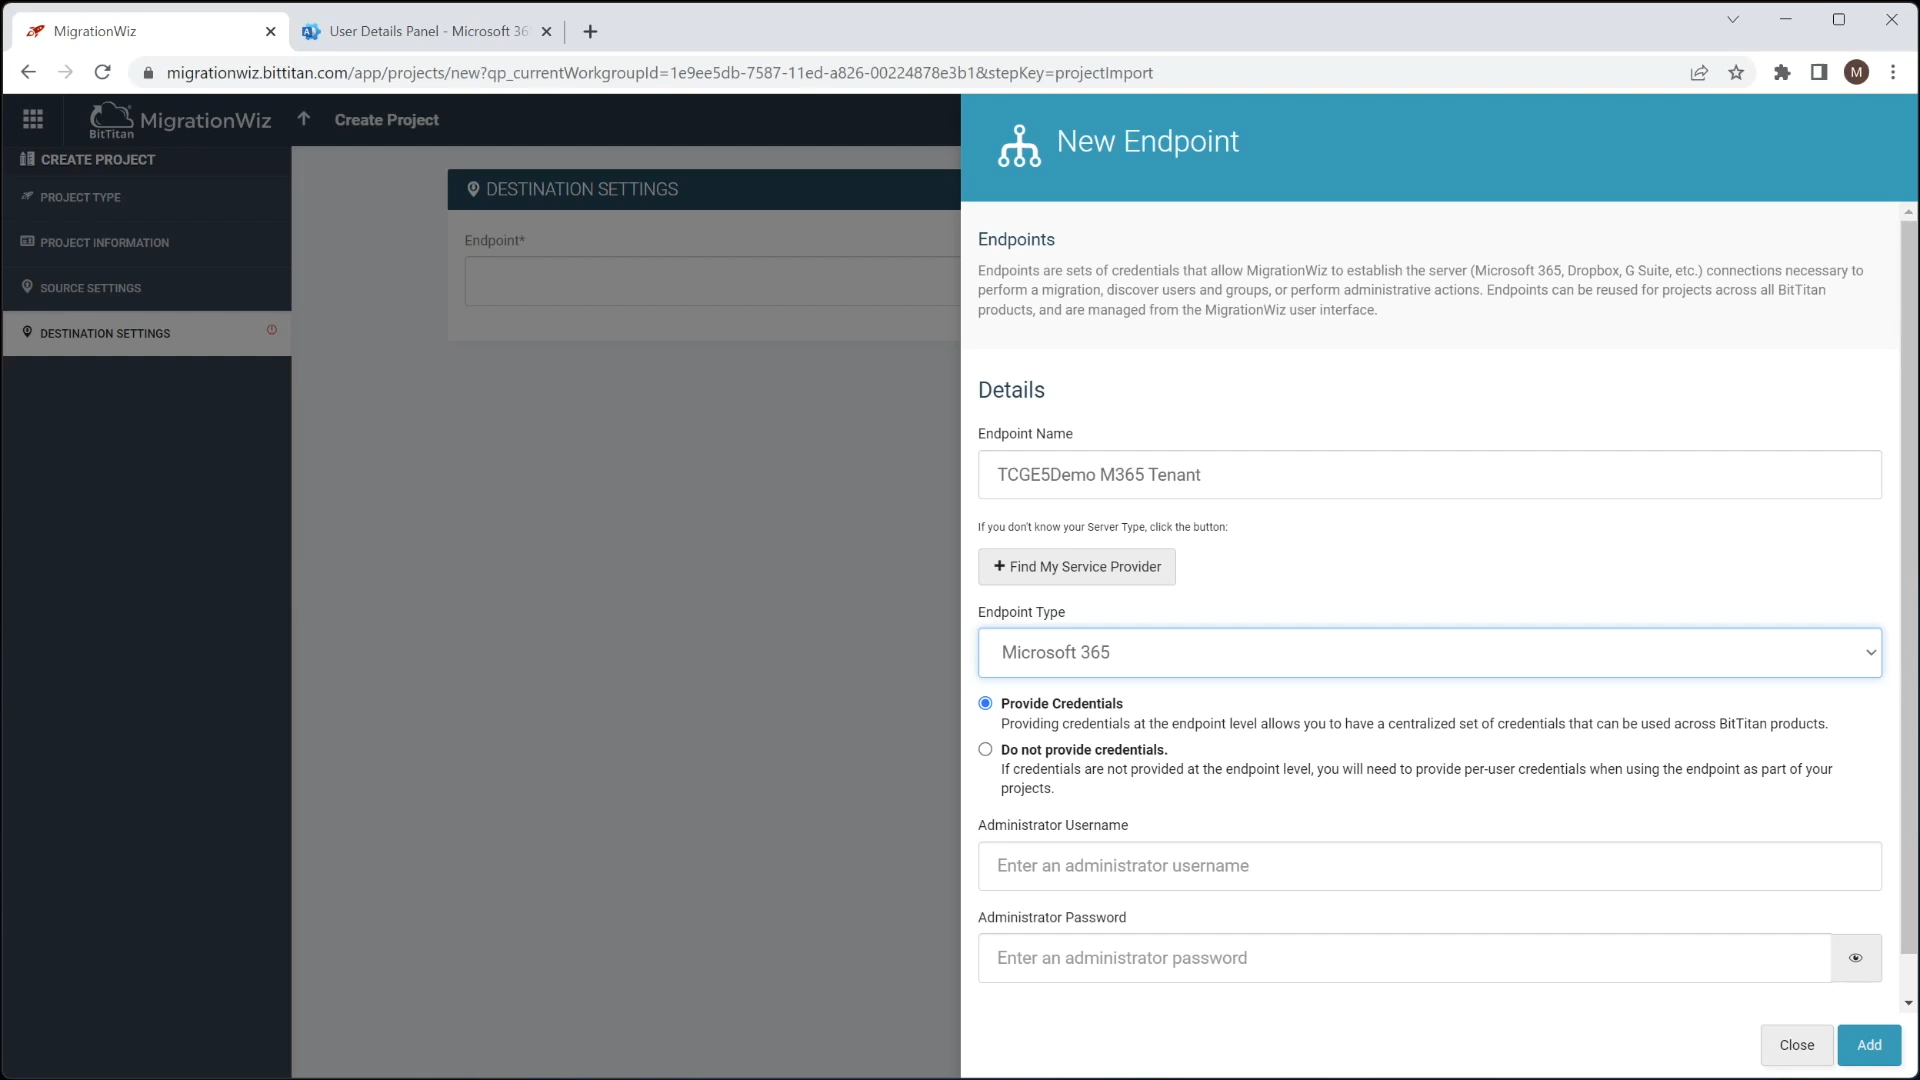 MigrationWiz
User Details Panel - Microsoft 36
migrationwiz.bittitan.com/app/projects/new?qp_currentWorkgroupId=1e9ee5db-7587-11ed-a826-00224878e3b1&stepKey=projectImport
M
BitTitan
MigrationWiz
Create Project
CREATE PROJECT
PROJECT TYPE
PROJECT INFORMATION
SOURCE SETTINGS
DESTINATION SETTINGS
DESTINATION SETTINGS
Endpoint*
New Endpoint
Endpoints
Endpoints are sets of credentials that allow MigrationWiz to establish the server (Microsoft 365, Dropbox, G Suite, etc.) connections necessary to
perform a migration, discover users and groups, or perform administrative actions. Endpoints can be reused for projects across all BitTitan
products, and are managed from the MigrationWiz user interface.
Details
Endpoint Name
TCGE5Demo M365 Tenant
If you don't know your Server Type, click the button:
+ Find My Service Provider
Endpoint Type
Microsoft 365
Provide Credentials
Providing credentials at the endpoint level allows you to have a centralized set of credentials that can be used across BitTitan products.
Do not provide credentials.
If credentials are not provided at the endpoint level, you will need to provide per-user credentials when using the endpoint as part of your
projects.
Administrator Username
Enter an administrator username
Administrator Password
Enter an administrator password
Close
Add